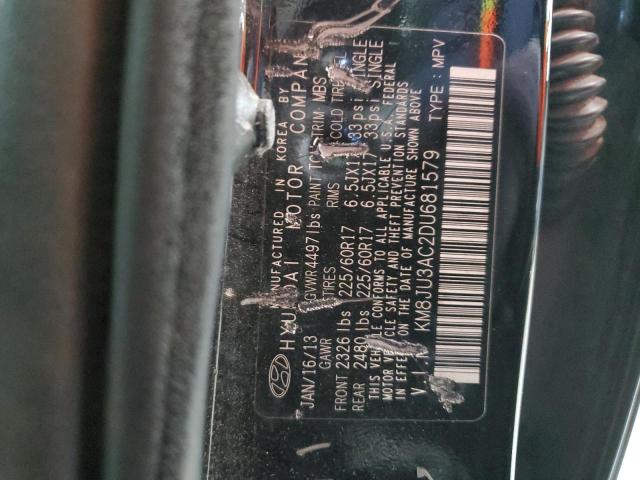 MANUFACTURED IN KOREA BY
HYUNDAI MOTOR COMPANY
JAN/16/13 GVWR 4497lbs PAINT TRIM MBS
GAWR TIRES RIMS COLD TIRE
FRONT 2326 lbs 225/60R17 6.5JX17 33psi SINGLE
REAR 2480 lbs 225/60R17 6.5JX17 33psi SINGLE
THIS VEHICLE CONFORMS TO ALL APPLICABLE U.S.A. FEDERAL
MOTOR VEHICLE SAFETY AND THEFT PREVENTION STANDARDS
IN EFFECT ON THE DATE OF MANUFACTURE SHOWN ABOVE
V.I.N KM8JU3AC2DU681579 TYPE : MPV